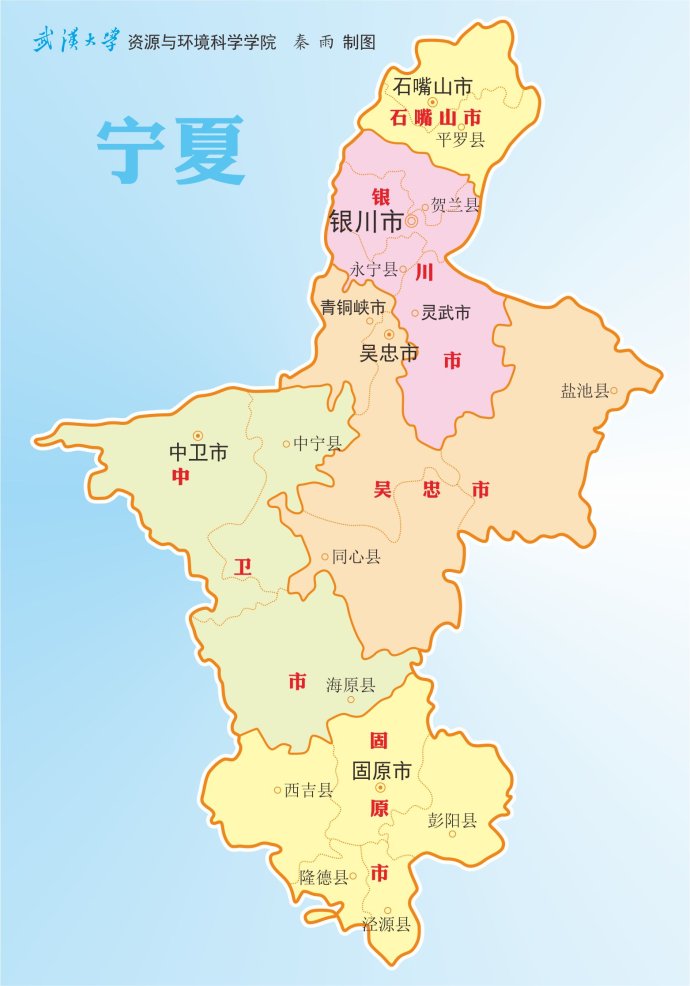 武漢大學 资源与环境科学学院 秦雨 制图
宁夏
石嘴山市
石嘴山市
平罗县
银
贺兰县
银川市
永宁县
川
青铜峡市
灵武市
吴忠市
市
盐池县
中宁县
中卫市
中
吴忠市
同心县
卫
市
海原县
固
固原市
西吉县
原
彭阳县
隆德县
市
泾源县